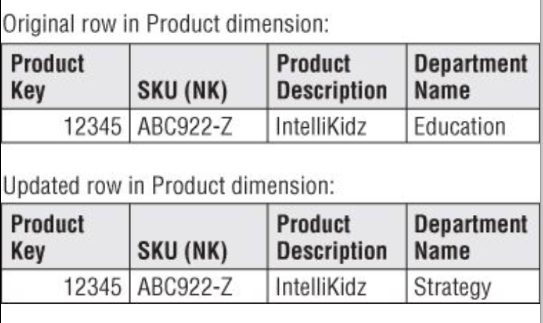 Original row in Product dimension:
Product Key SKU (NK) Product Description Department Name
12345 ABC922-Z IntelliKidz Education
Updated row in Product dimension:
Product Key SKU (NK) Product Description Department Name
12345 ABC922-Z IntelliKidz Strategy